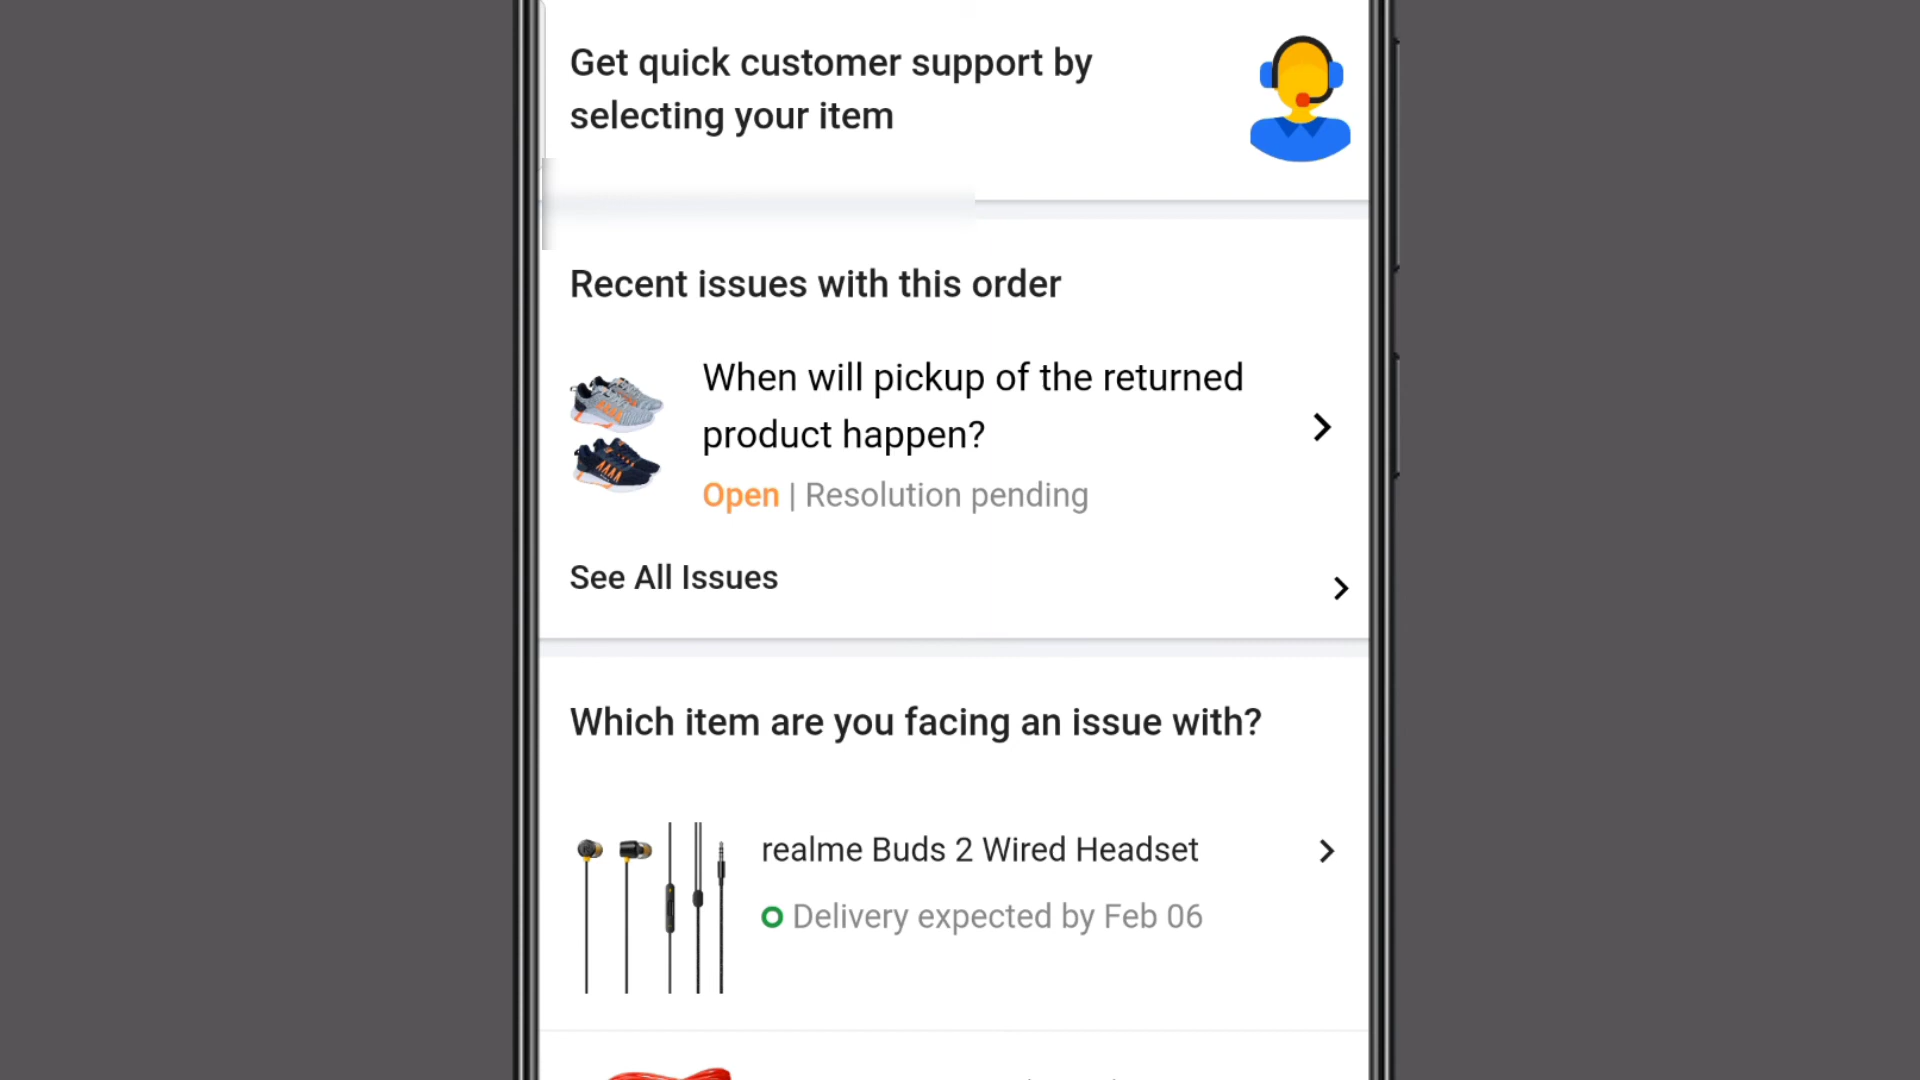 Get quick customer support by
selecting your item
Recent issues with this order
When will pickup of the returned
product happen?
Open | Resolution pending
See All Issues
Which item are you facing an issue with?
realme Buds 2 Wired Headset
Delivery expected by Feb 06